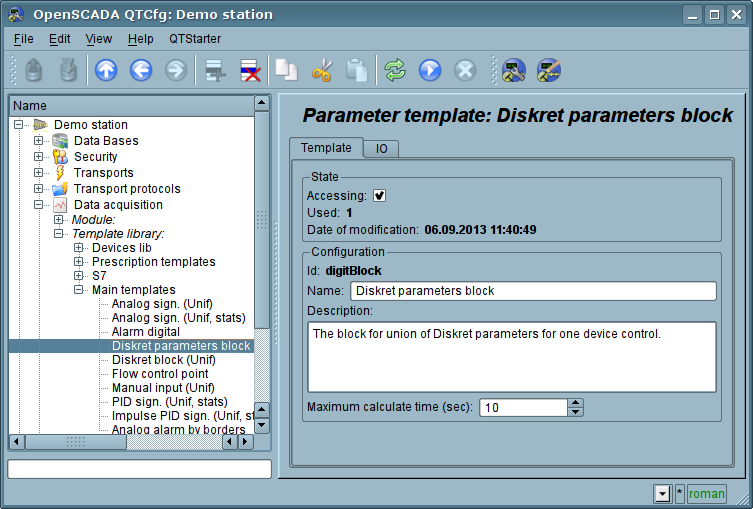 OpenSCADA QTCfg: Demo station
File Edit View Help QTStarter
Name
Demo station
Data Bases
Security
Transports
Transport protocols
Data acquisition
Module:
Template library:
Devices lib
Prescription templates
S7
Main templates
Analog sign. (Unif)
Analog sign. (Unif, stats)
Alarm digital
Diskret parameters block
Diskret block (Unif)
Flow control point
Manual input (Unif)
PID sign. (Unif, stats)
Impulse PID sign. (Unif, st
Analog alarm by borders
Parameter template: Diskret parameters block
Template IO
State
Accessing:
Used: 1
Date of modification: 06.09.2013 11:40:49
Configuration
Id: digitBlock
Name: Diskret parameters block
Description:
The block for union of Diskret parameters for one device control.
Maximum calculate time (sec): 10
* roman